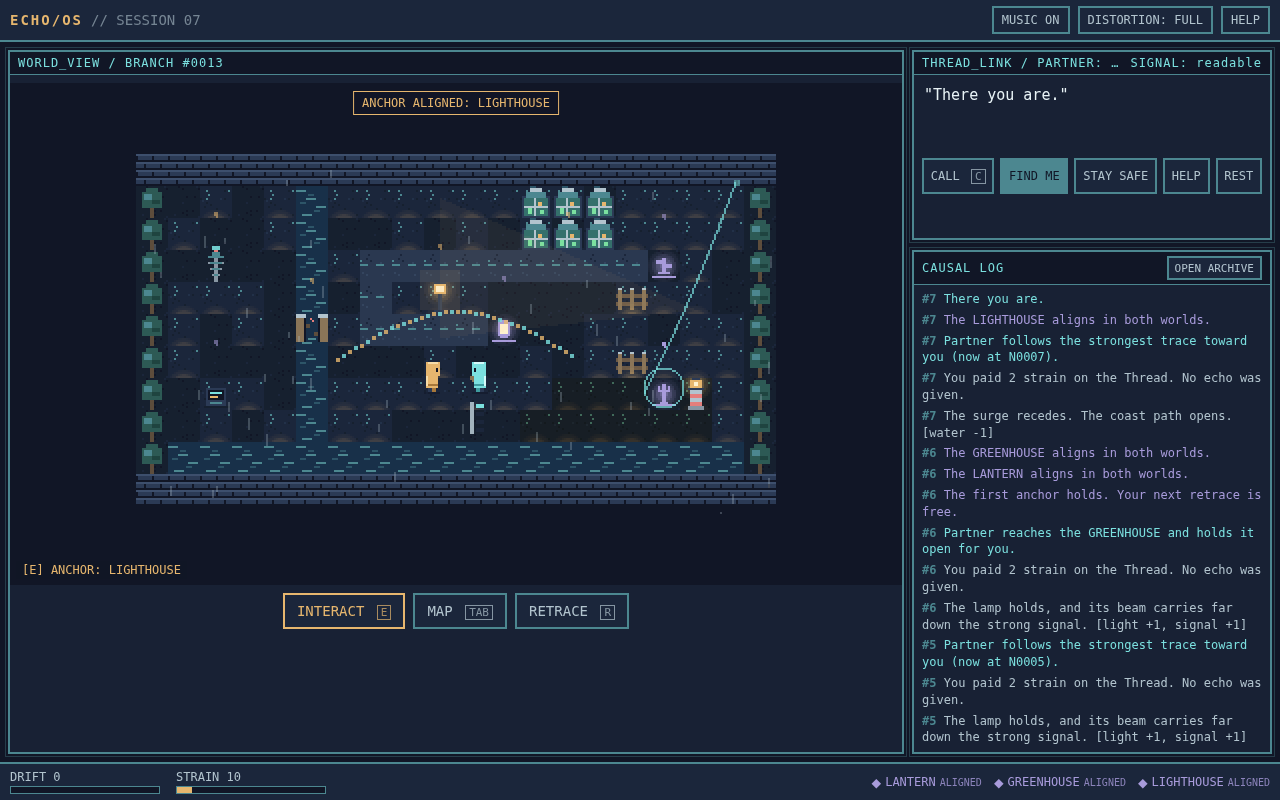 ECHO/OS // SESSION 07
MUSIC ON
DISTORTION: FULL
HELP
WORLD_VIEW / BRANCH #0013
ANCHOR ALIGNED: LIGHTHOUSE
[E] ANCHOR: LIGHTHOUSE
INTERACT E
MAP TAB
RETRACE R
THREAD_LINK / PARTNER: … SIGNAL: readable
"There you are."
CALL C
FIND ME
STAY SAFE
HELP
REST
CAUSAL LOG
OPEN ARCHIVE
#7 There you are.
#7 The LIGHTHOUSE aligns in both worlds.
#7 Partner follows the strongest trace toward
you (now at N0007).
#7 You paid 2 strain on the Thread. No echo was
given.
#7 The surge recedes. The coast path opens.
[water -1]
#6 The GREENHOUSE aligns in both worlds.
#6 The LANTERN aligns in both worlds.
#6 The first anchor holds. Your next retrace is
free.
#6 Partner reaches the GREENHOUSE and holds it
open for you.
#6 You paid 2 strain on the Thread. No echo was
given.
#6 The lamp holds, and its beam carries far
down the strong signal. [light +1, signal +1]
#5 Partner follows the strongest trace toward
you (now at N0005).
#5 You paid 2 strain on the Thread. No echo was
given.
#5 The lamp holds, and its beam carries far
down the strong signal. [light +1, signal +1]
DRIFT 0
STRAIN 10
LANTERN ALIGNED
GREENHOUSE ALIGNED
LIGHTHOUSE ALIGNED